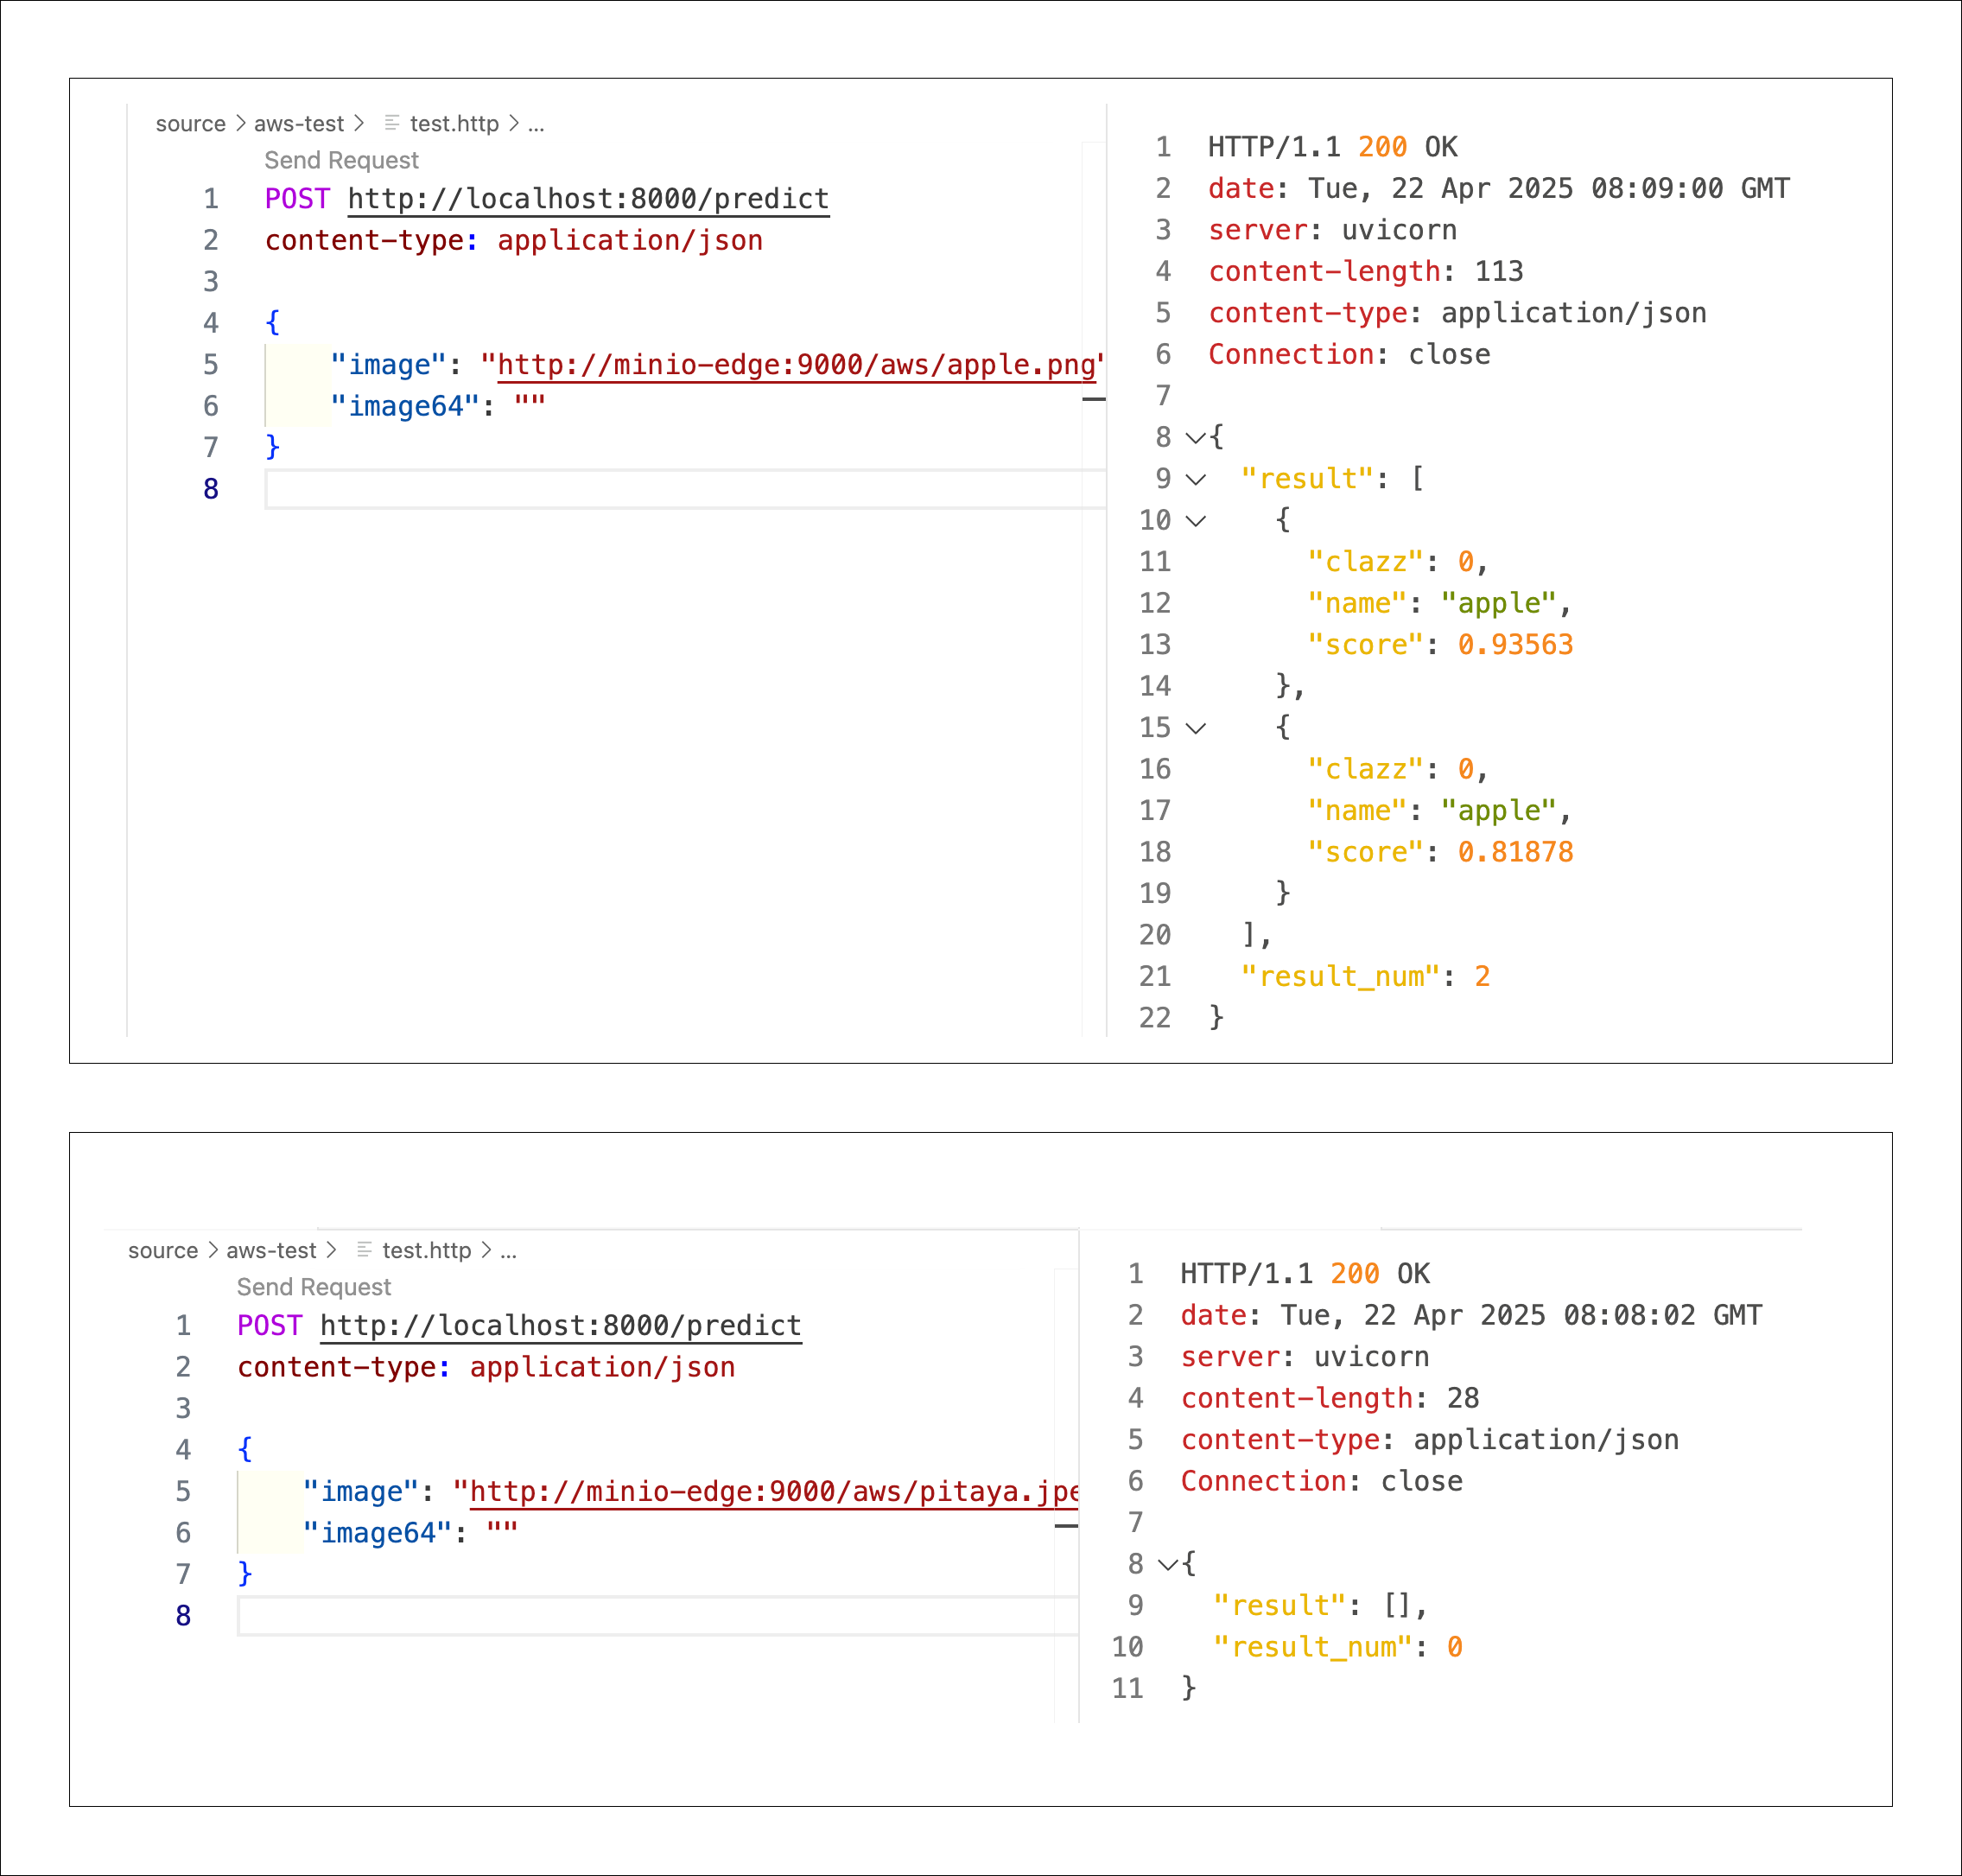 source > aws-test > test.http > ...
Send Request
1 POST http://localhost:8000/predict
2 content-type: application/json
3
4 {
5     "image": "http://minio-edge:9000/aws/apple.png"
6     "image64": ""
7 }
8
1 HTTP/1.1 200 OK
2 date: Tue, 22 Apr 2025 08:09:00 GMT
3 server: uvicorn
4 content-length: 113
5 content-type: application/json
6 Connection: close
7
8 {
9   "result": [
10     {
11       "clazz": 0,
12       "name": "apple",
13       "score": 0.93563
14     },
15     {
16       "clazz": 0,
17       "name": "apple",
18       "score": 0.81878
19     }
20   ],
21   "result_num": 2
22 }
source > aws-test > test.http > ...
Send Request
1 POST http://localhost:8000/predict
2 content-type: application/json
3
4 {
5     "image": "http://minio-edge:9000/aws/pitaya.jpe
6     "image64": ""
7 }
8
1 HTTP/1.1 200 OK
2 date: Tue, 22 Apr 2025 08:08:02 GMT
3 server: uvicorn
4 content-length: 28
5 content-type: application/json
6 Connection: close
7
8 {
9   "result": [],
10   "result_num": 0
11 }